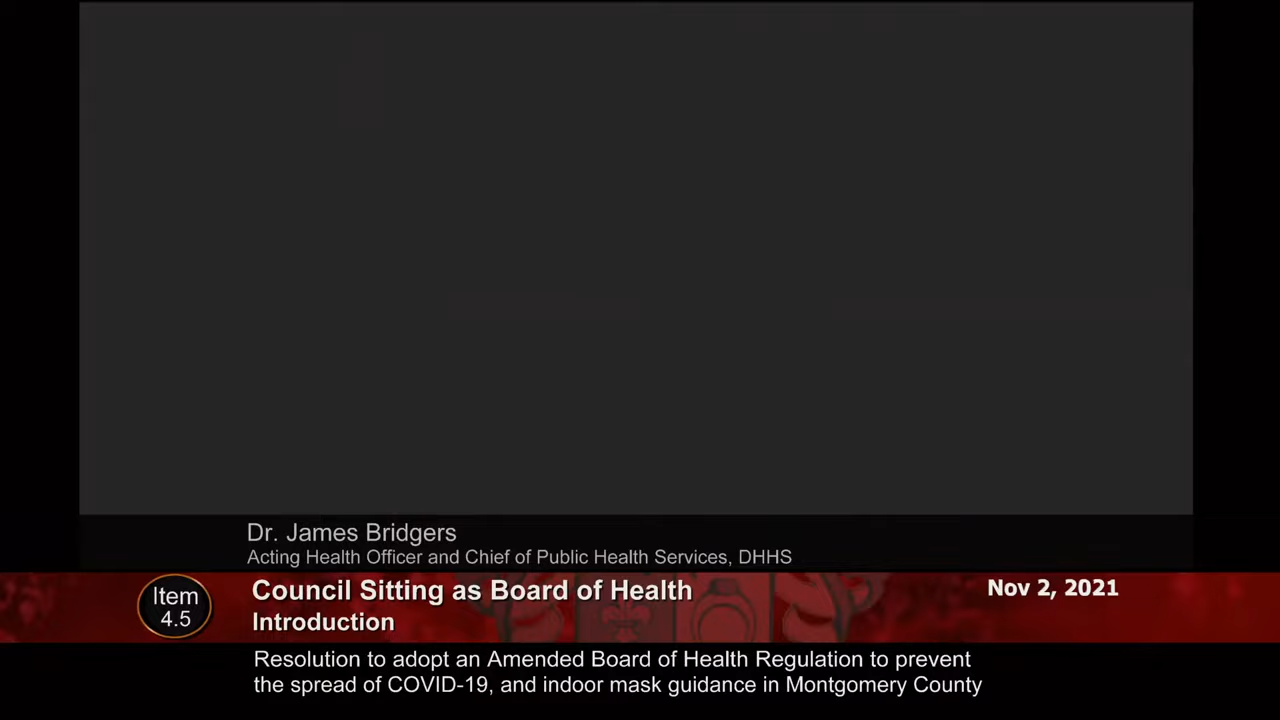 Dr. James Bridgers
Acting Health Officer and Chief of Public Health Services, DHHS
Item
4.5
Council Sitting as Board of Health
Introduction
Nov 2, 2021
Resolution to adopt an Amended Board of Health Regulation to prevent
the spread of COVID-19, and indoor mask guidance in Montgomery County